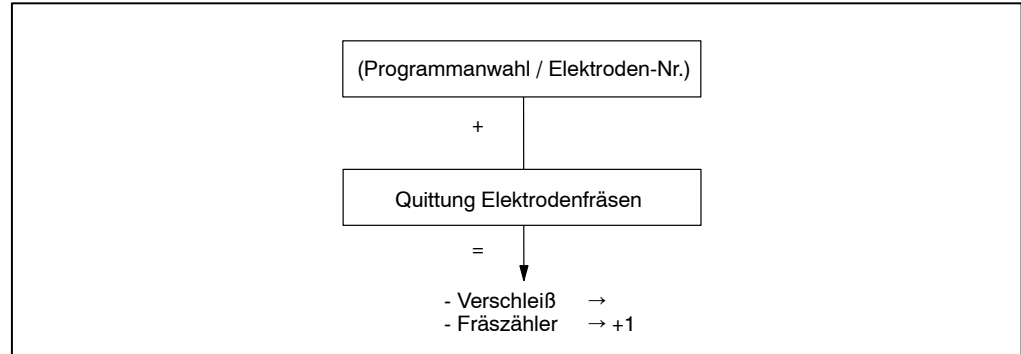 (Programmanwahl / Elektroden-Nr.)
+
Quittung Elektrodenfräsen
=
- Verschleiß →
- Fräszähler → +1